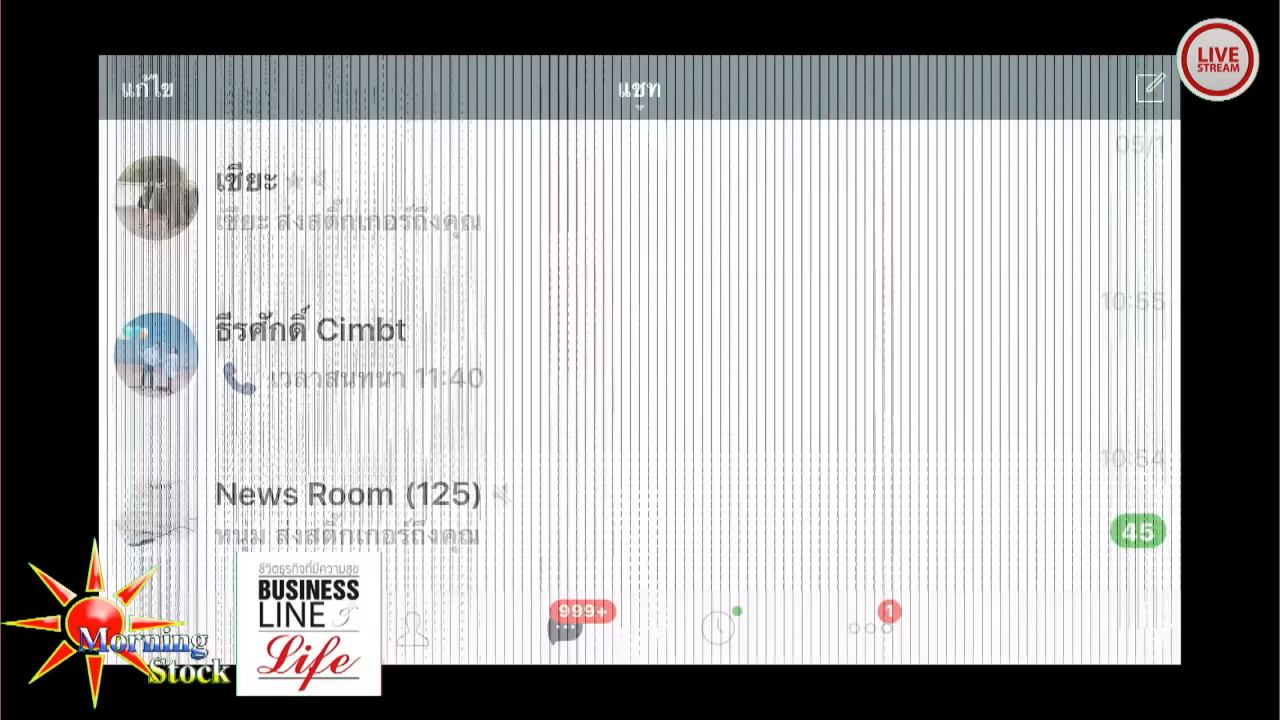 LIVE
STREAM
แก้ไข
แชท
05/1
เชียะ
เชียะ ส่งสติ๊กเกอร์ถึงคุณ
10:55
ธีรศักดิ์ Cimbt
เวลาสนทนา 11:40
10:54
News Room (125)
หนุ่ม ส่งสติ๊กเกอร์ถึงคุณ
45
999+
1
Morning
Stock
ชีวิตธุรกิจที่มีความสุข
BUSINESS
LINE &
Life